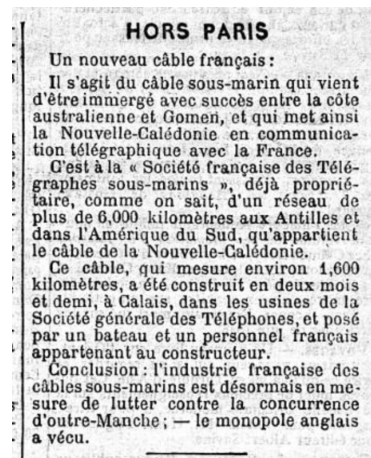 HORS PARIS
Un nouveau câble français :
Il s'agit du câble sous-marin qui vient
d'être immergé avec succès entre la côte
australienne et Gomen, et qui met ainsi
la Nouvelle-Calédonie en communica-
tion télégraphique avec la France.
C'est à la « Société française des Télé-
graphes sous-marins », déjà proprié-
taire, comme on sait, d'un réseau de
plus de 6,000 kilomètres aux Antilles et
dans l'Amérique du Sud, qu'appartient
le câble de la Nouvelle-Calédonie.
Ce câble, qui mesure environ 1,600
kilomètres, a été construit en deux mois
et demi, à Calais, dans les usines de la
Société générale des Téléphones, et posé
par un bateau et un personnel français
appartenant au constructeur.
Conclusion : l'industrie française des
câbles sous-marins est désormais en me-
sure de lutter contre la concurrence
d'outre-Manche ; — le monopole anglais
a vécu.